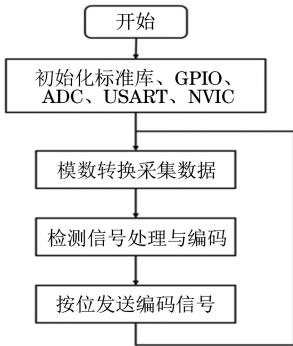 开始
初始化标准库、GPIO、
ADC、USART、NVIC
模数转换采集数据
检测信号处理与编码
按位发送编码信号